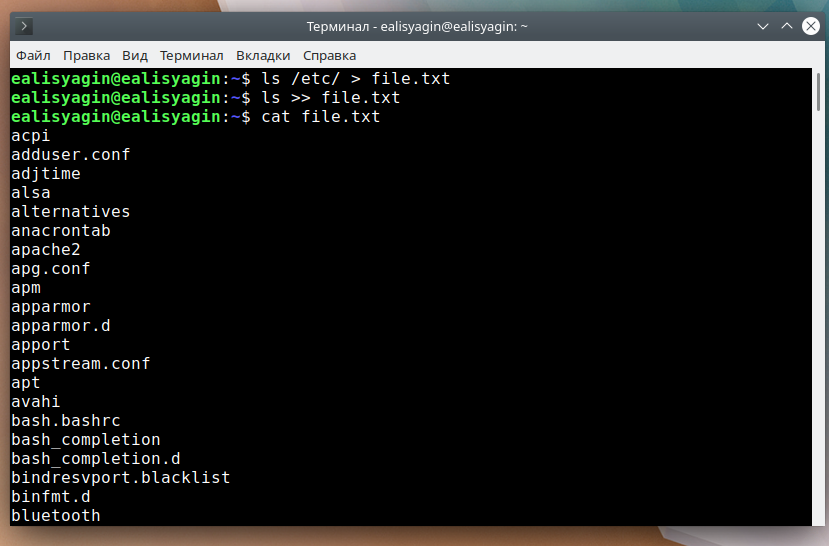 Терминал - ealisyagin@ealisyagin: ~
Файл Правка Вид Терминал Вкладки Справка
ealisyagin@ealisyagin:~$ ls /etc/ > file.txt
ealisyagin@ealisyagin:~$ ls >> file.txt
ealisyagin@ealisyagin:~$ cat file.txt
acpi
adduser.conf
adjtime
alsa
alternatives
anacrontab
apache2
apg.conf
apm
apparmor
apparmor.d
apport
appstream.conf
apt
avahi
bash.bashrc
bash_completion
bash_completion.d
bindresvport.blacklist
binfmt.d
bluetooth